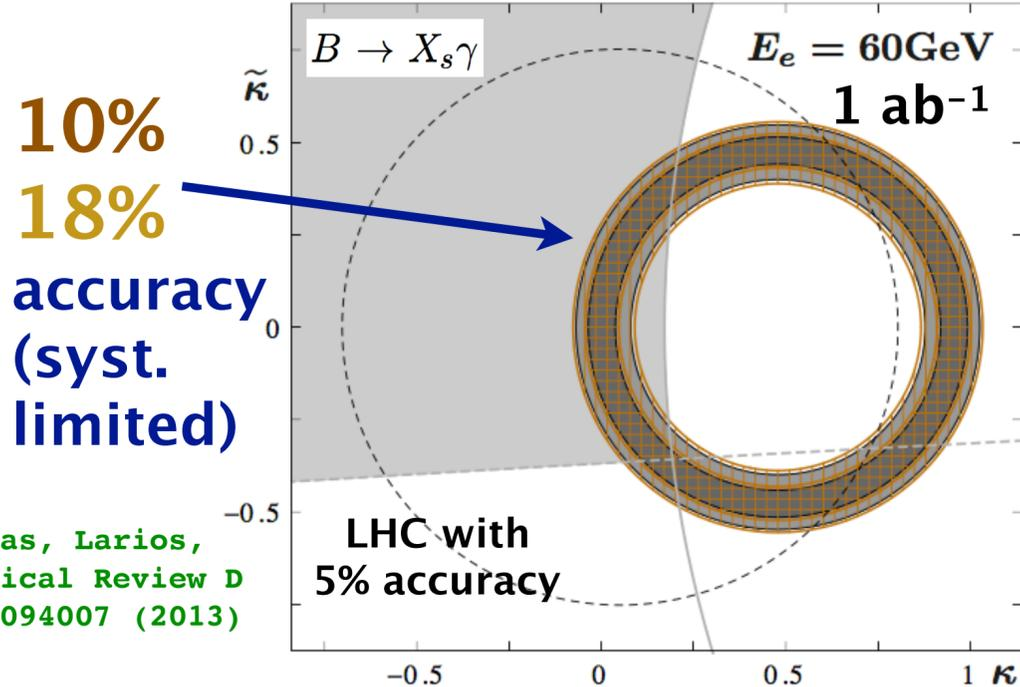 10%
18%
accuracy
(syst.
limited)
as, Larios,
ical Review D
094007 (2013)
B → X_sγ
E_e = 60GeV
1 ab⁻¹
κ̃
0.5
0
−0.5
LHC with
5% accuracy
−0.5
0
0.5
1
κ